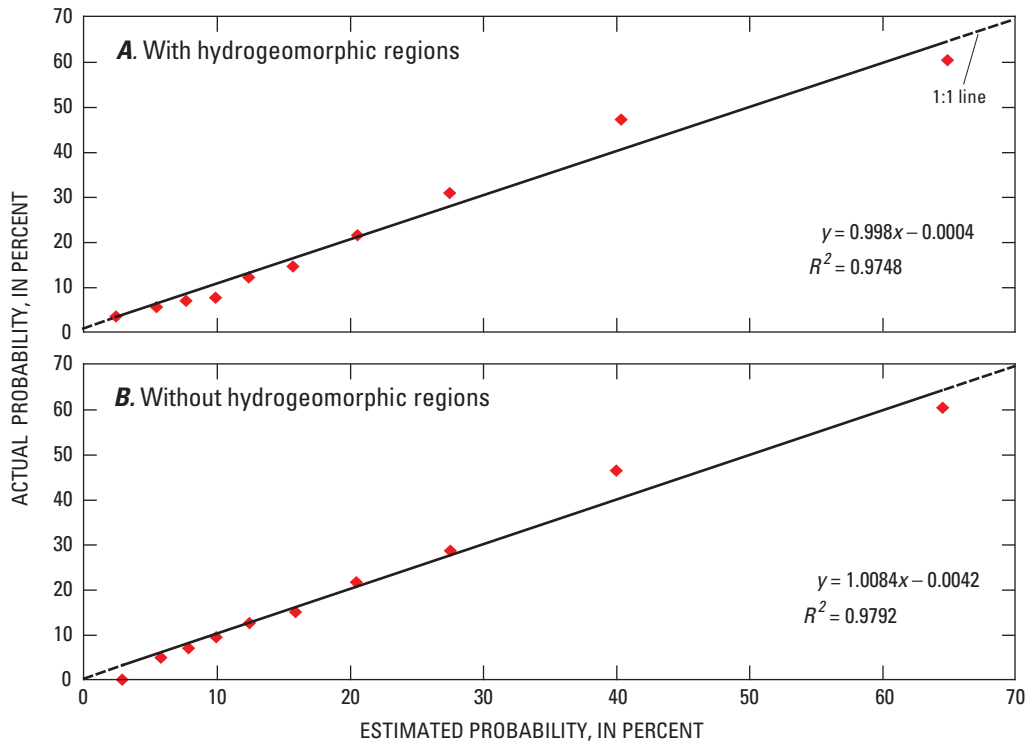 70
60
50
40
30
20
10
0
A. With hydrogeomorphic regions
1:1 line
y = 0.998x – 0.0004
R² = 0.9748
ACTUAL PROBABILITY, IN PERCENT
70
60
50
40
30
20
10
0
B. Without hydrogeomorphic regions
y = 1.0084x – 0.0042
R² = 0.9792
0 10 20 30 40 50 60 70
ESTIMATED PROBABILITY, IN PERCENT